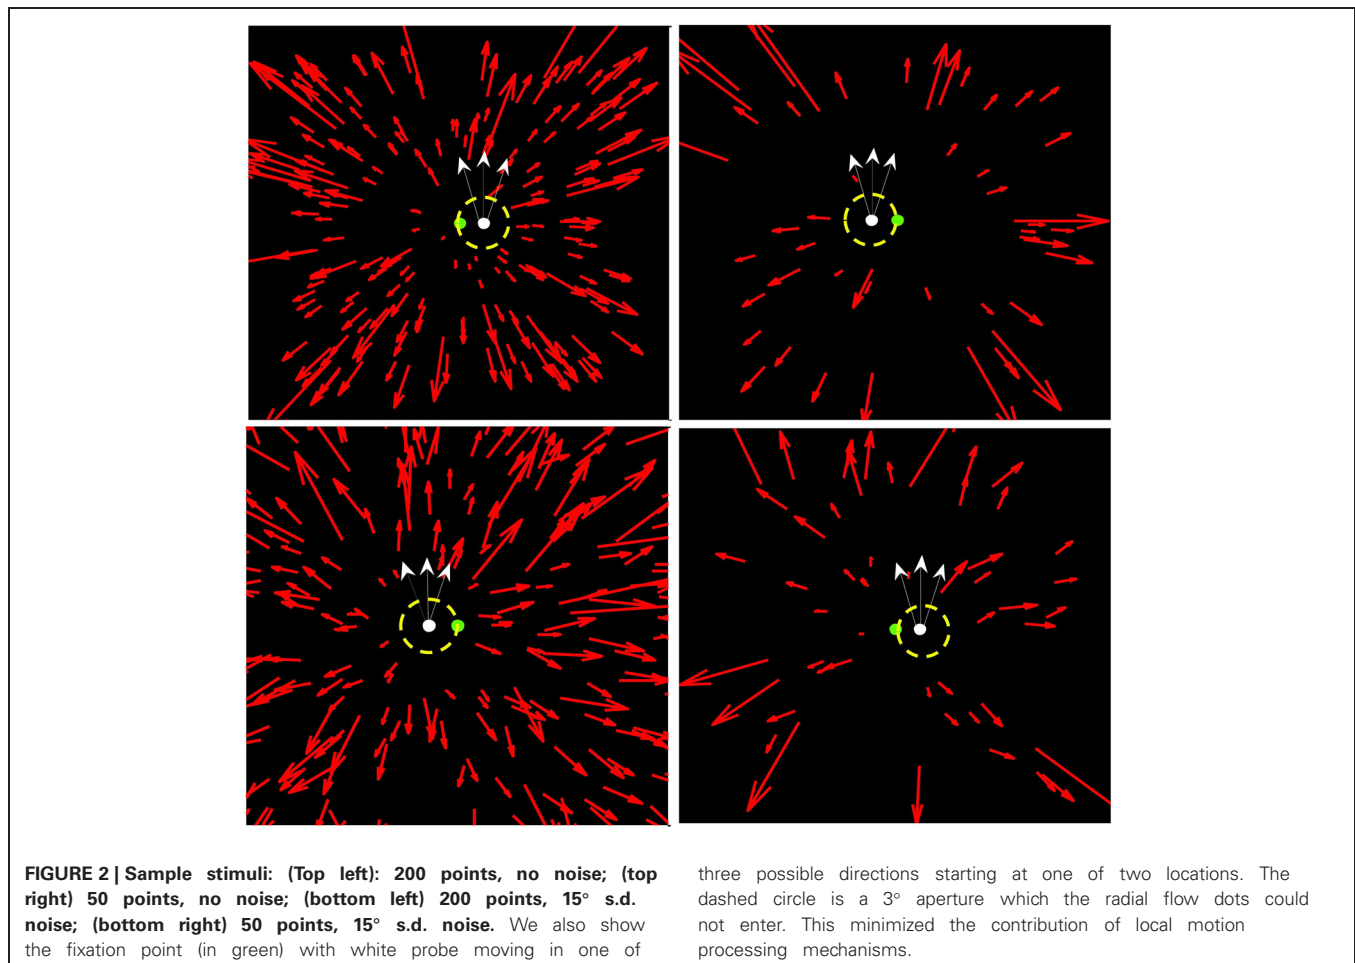 FIGURE 2 | Sample stimuli: (Top left): 200 points, no noise; (top
right) 50 points, no noise; (bottom left) 200 points, 15° s.d.
noise; (bottom right) 50 points, 15° s.d. noise. We also show
the fixation point (in green) with white probe moving in one of
three possible directions starting at one of two locations. The
dashed circle is a 3° aperture which the radial flow dots could
not enter. This minimized the contribution of local motion
processing mechanisms.